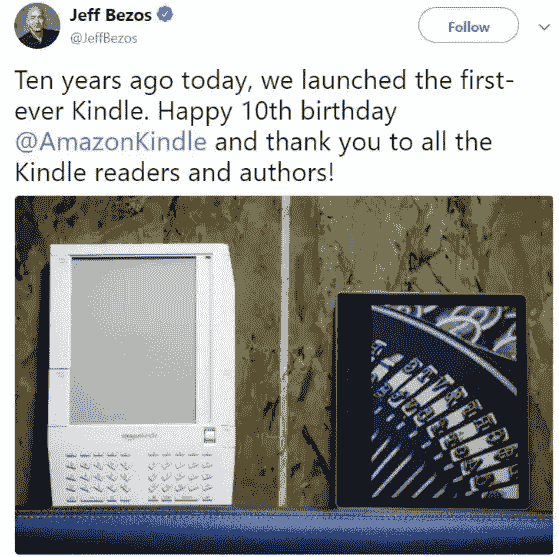 Jeff Bezos
@JeffBezos
Follow
Ten years ago today, we launched the first-
ever Kindle. Happy 10th birthday
@AmazonKindle and thank you to all the
Kindle readers and authors!
amazonkindle